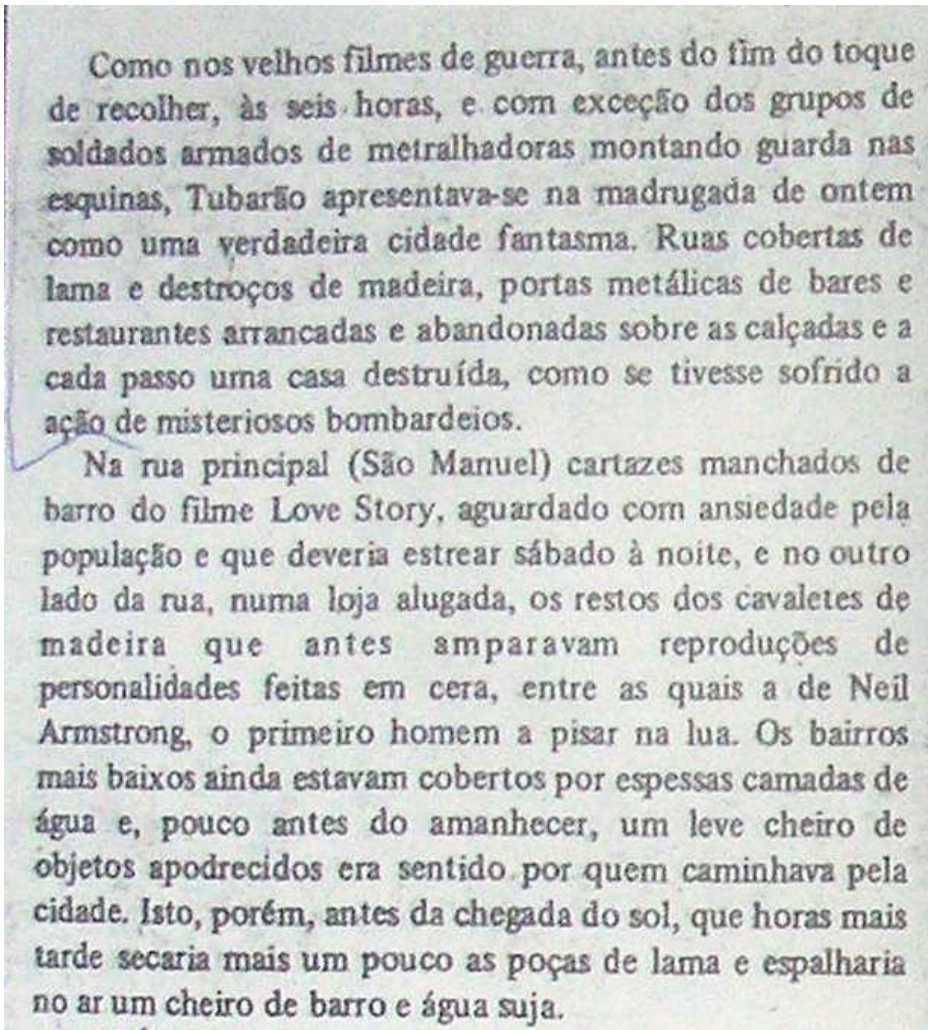 Como nos velhos filmes de guerra, antes do fim do toque
de recolher, às seis horas, e com exceção dos grupos de
soldados armados de metralhadoras montando guarda nas
esquinas, Tubarão apresentava-se na madrugada de ontem
como uma verdadeira cidade fantasma. Ruas cobertas de
lama e destroços de madeira, portas metálicas de bares e
restaurantes arrancadas e abandonadas sobre as calçadas e a
cada passo uma casa destruída, como se tivesse sofrido a
ação de misteriosos bombardeios.
Na rua principal (São Manuel) cartazes manchados de
barro do filme Love Story, aguardado com ansiedade pela
população e que deveria estrear sábado à noite, e no outro
lado da rua, numa loja alugada, os restos dos cavaletes de
madeira que antes amparavam reproduções de
personalidades feitas em cera, entre as quais a de Neil
Armstrong, o primeiro homem a pisar na lua. Os bairros
mais baixos ainda estavam cobertos por espessas camadas de
água e, pouco antes do amanhecer, um leve cheiro de
objetos apodrecidos era sentido por quem caminhava pela
cidade. Isto, porém, antes da chegada do sol, que horas mais
tarde secaria mais um pouco as poças de lama e espalharia
no ar um cheiro de barro e água suja.